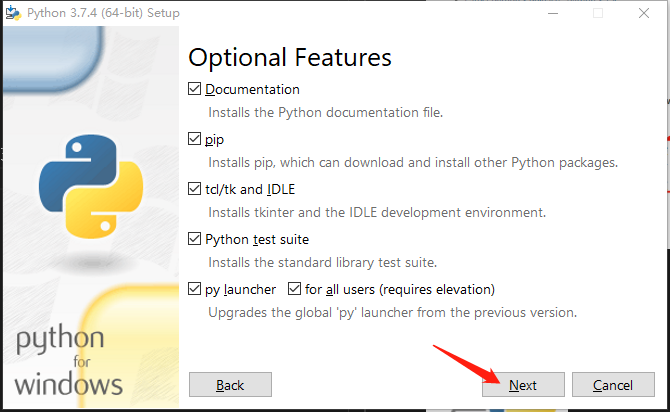 Python 3.7.4 (64-bit) Setup
Optional Features
Documentation
Installs the Python documentation file.
pip
Installs pip, which can download and install other Python packages.
tcl/tk and IDLE
Installs tkinter and the IDLE development environment.
Python test suite
Installs the standard library test suite.
py launcher for all users (requires elevation)
Upgrades the global 'py' launcher from the previous version.
python
for
windows
Back Next Cancel